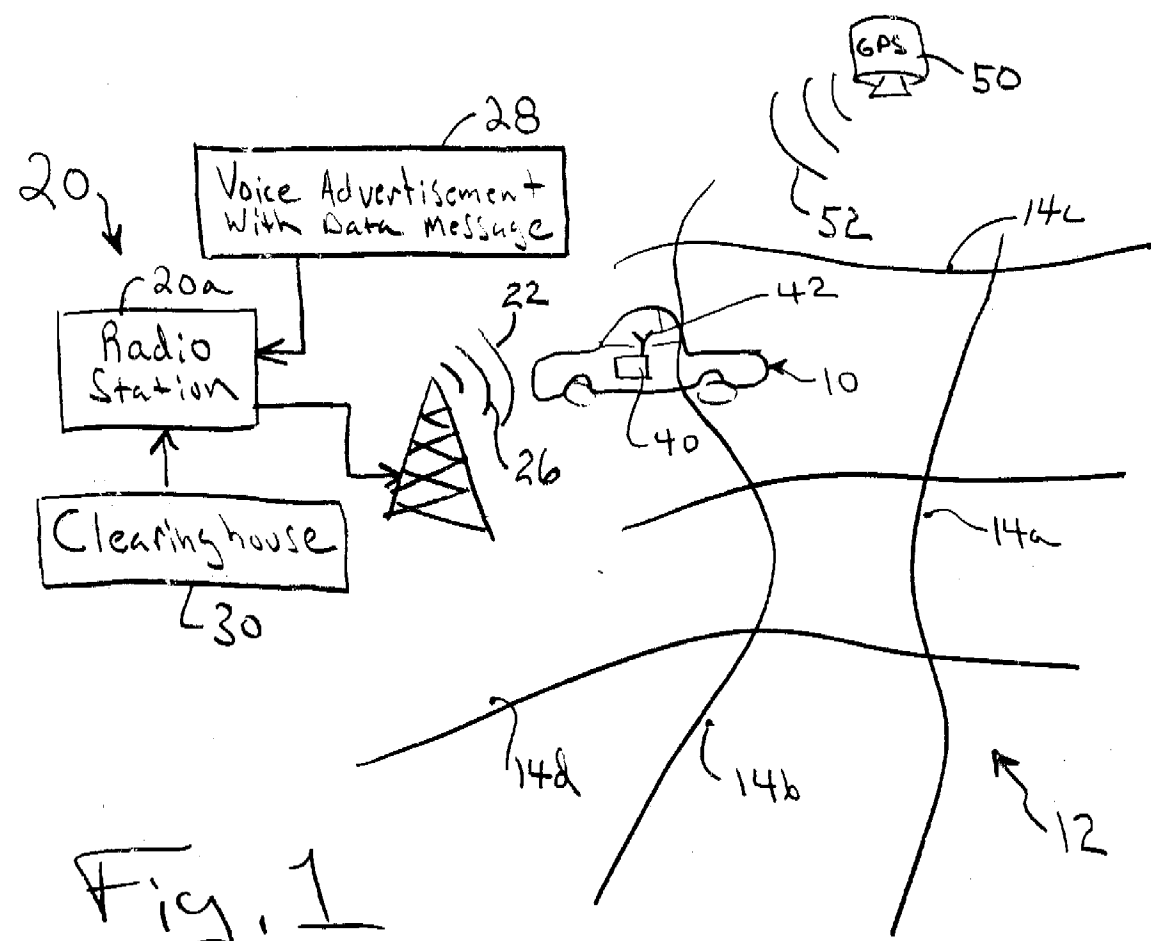 GPS
50
28
20
Voice Advertisement
With Data Message
52
14c
20a
22
42
Radio
Station
10
40
26
Clearinghouse
14a
30
14d
14b
12
Fig. 1